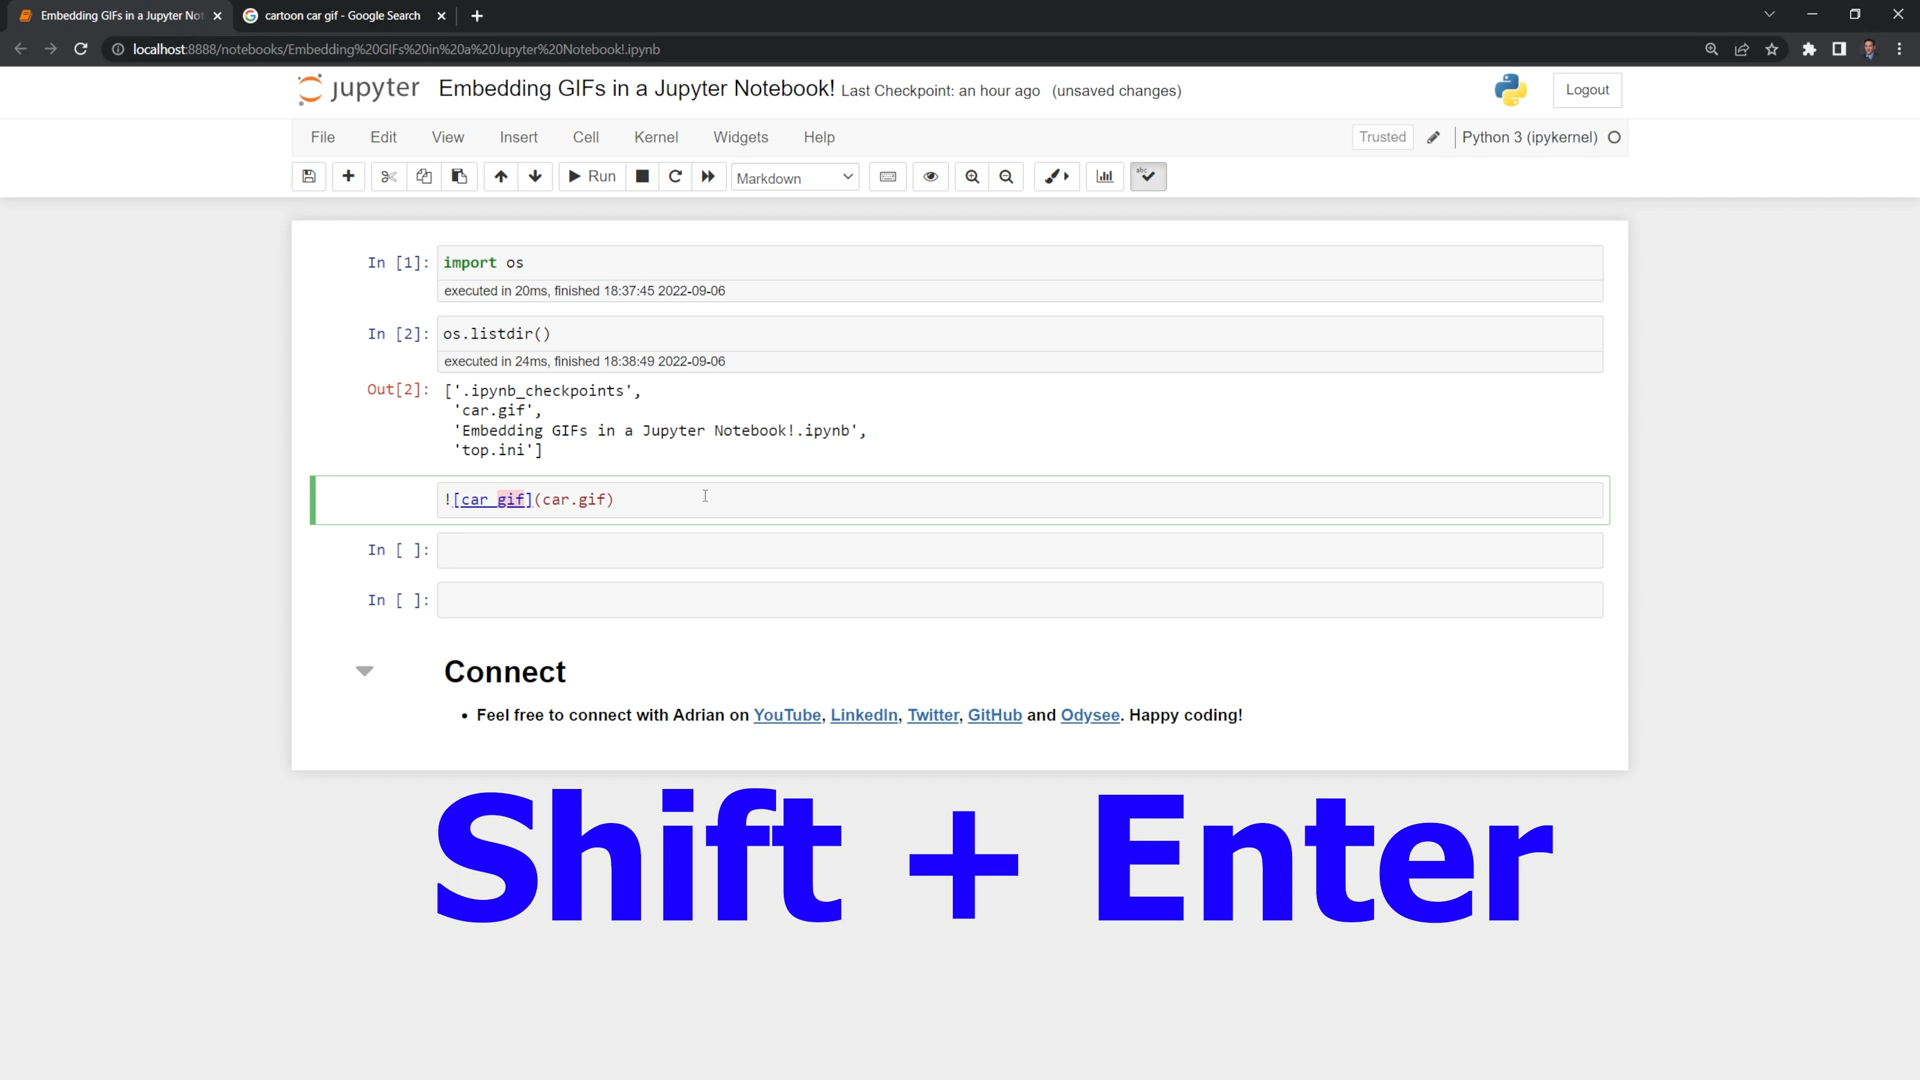 Embedding GIFs in a Jupyter Not
cartoon car gif - Google Search
localhost:8888/notebooks/Embedding%20GIFs%20in%20a%20Jupyter%20Notebook!.ipynb
jupyter Embedding GIFs in a Jupyter Notebook! Last Checkpoint: an hour ago (unsaved changes)
Logout
File Edit View Insert Cell Kernel Widgets Help
Trusted Python 3 (ipykernel)
Run Markdown abc
In [1]: import os
executed in 20ms, finished 18:37:45 2022-09-06
In [2]: os.listdir()
executed in 24ms, finished 18:38:49 2022-09-06
Out[2]: ['.ipynb_checkpoints',
'car.gif',
'Embedding GIFs in a Jupyter Notebook!.ipynb',
'top.ini']
![car gif](car.gif)
In [ ]:
In [ ]:
Connect
• Feel free to connect with Adrian on YouTube, LinkedIn, Twitter, GitHub and Odysee. Happy coding!
Shift + Enter